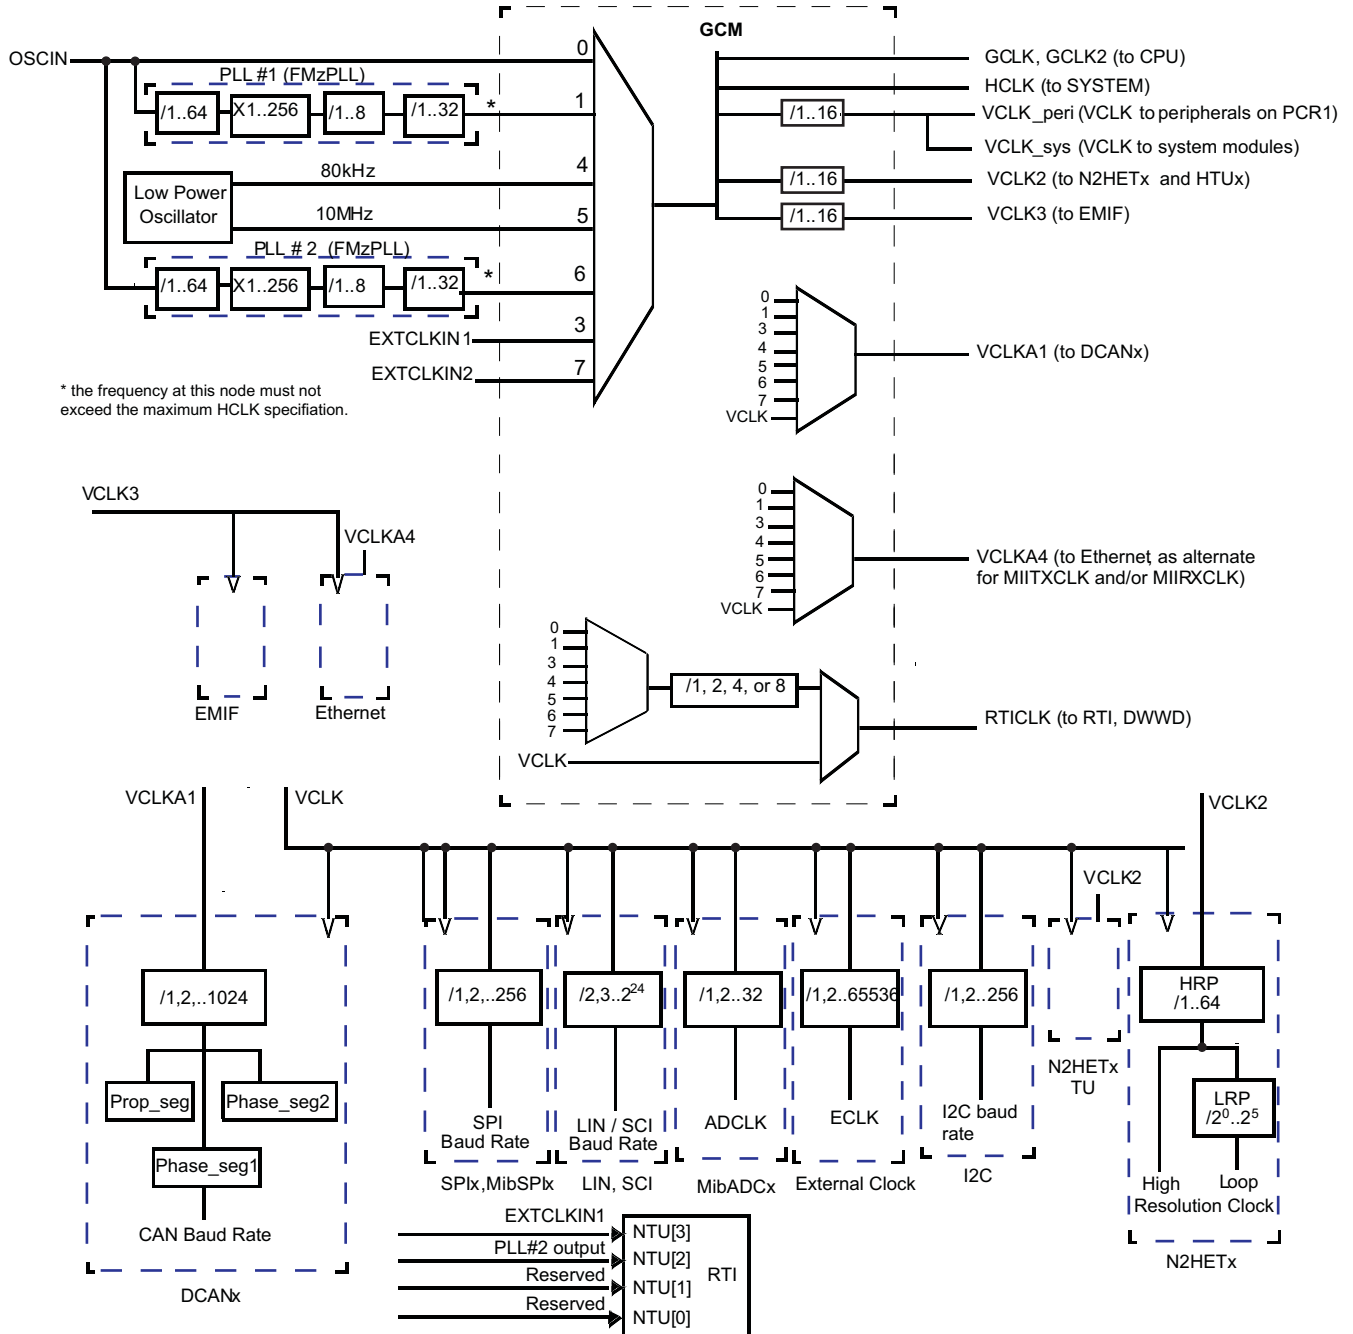 GCM
OSCIN
0
PLL #1 (FMzPLL)
/1..64
X1..256
/1..8
/1..32
*
1
80kHz
4
Low Power
Oscillator
10MHz
5
PLL # 2 (FMzPLL)
/1..64
X1..256
/1..8
/1..32
*
6
EXTCLKIN1
3
EXTCLKIN2
7
* the frequency at this node must not
exceed the maximum HCLK specifiation.
GCLK, GCLK2 (to CPU)
HCLK (to SYSTEM)
/1..16
VCLK_peri (VCLK to peripherals on PCR1)
VCLK_sys (VCLK to system modules)
/1..16
VCLK2 (to N2HETx and HTUx)
/1..16
VCLK3 (to EMIF)
0
1
3
4
5
6
7
VCLK
VCLKA1 (to DCANx)
0
1
3
4
5
6
7
VCLK
VCLKA4 (to Ethernet, as alternate
for MIITXCLK and/or MIIRXCLK)
0
1
3
4
5
6
7
/1, 2, 4, or 8
VCLK
RTICLK (to RTI, DWWD)
VCLK3
VCLKA4
EMIF
Ethernet
VCLKA1
VCLK
VCLK2
VCLK2
/1,2,..1024
Prop_seg
Phase_seg2
Phase_seg1
CAN Baud Rate
DCANx
/1,2,..256
SPI
Baud Rate
SPIx,MibSPIx
/2,3..2²⁴
LIN / SCI
Baud Rate
LIN, SCI
/1,2..32
ADCLK
MibADCx
/1,2..65536
ECLK
External Clock
/1,2..256
I2C baud
rate
I2C
N2HETx
TU
HRP
/1..64
LRP
/2⁰..2⁵
High
Loop
Resolution Clock
N2HETx
EXTCLKIN1
NTU[3]
PLL#2 output
NTU[2]
RTI
Reserved
NTU[1]
Reserved
NTU[0]